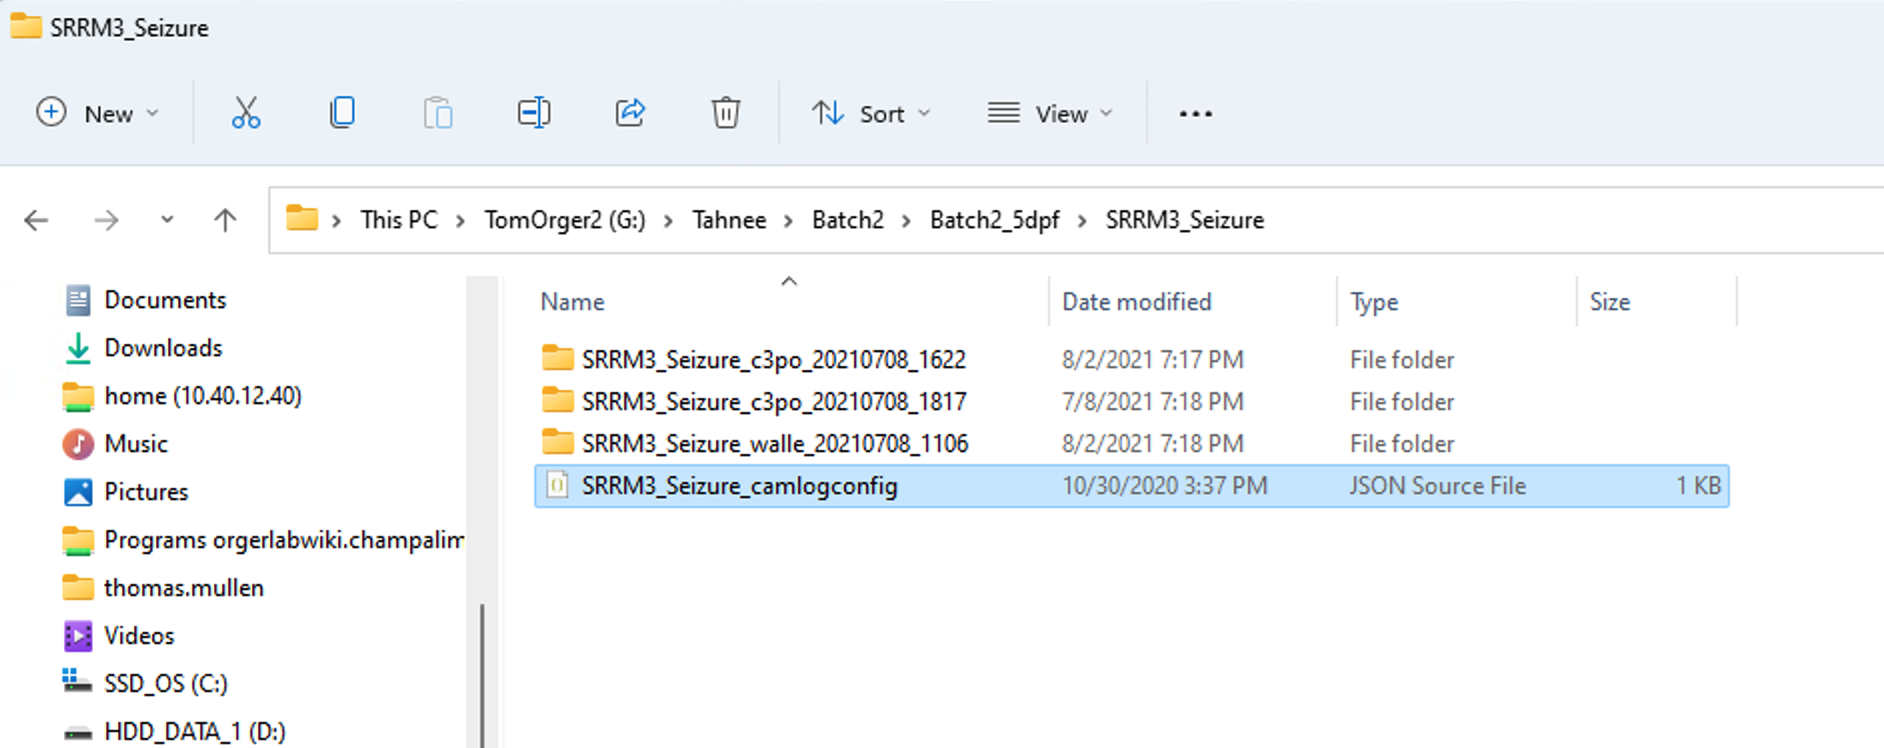 SRRM3_Seizure
New
Sort
View
This PC > TomOrger2 (G:) > Tahnee > Batch2 > Batch2_5dpf > SRRM3_Seizure
Documents
Downloads
home (10.40.12.40)
Music
Pictures
Programs orgerlabwiki.champalim
thomas.mullen
Videos
SSD_OS (C:)
HDD_DATA_1 (D:)
Name Date modified Type Size
SRRM3_Seizure_c3po_20210708_1622 8/2/2021 7:17 PM File folder
SRRM3_Seizure_c3po_20210708_1817 7/8/2021 7:18 PM File folder
SRRM3_Seizure_walle_20210708_1106 8/2/2021 7:18 PM File folder
SRRM3_Seizure_camlogconfig 10/30/2020 3:37 PM JSON Source File 1 KB